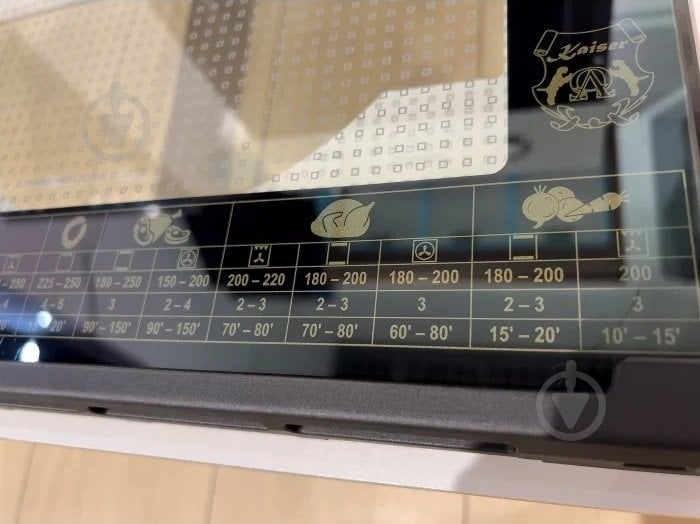 Kaiser
225 – 250 180 – 250 150 – 200 200 – 220 180 – 200 180 – 200 180 – 200 200
4 – 5 3 2 – 4 2 – 3 2 – 3 3 2 – 3 3
90' – 150' 90' – 150' 70' – 80' 70' – 80' 60' – 80' 15' – 20' 10' – 15'